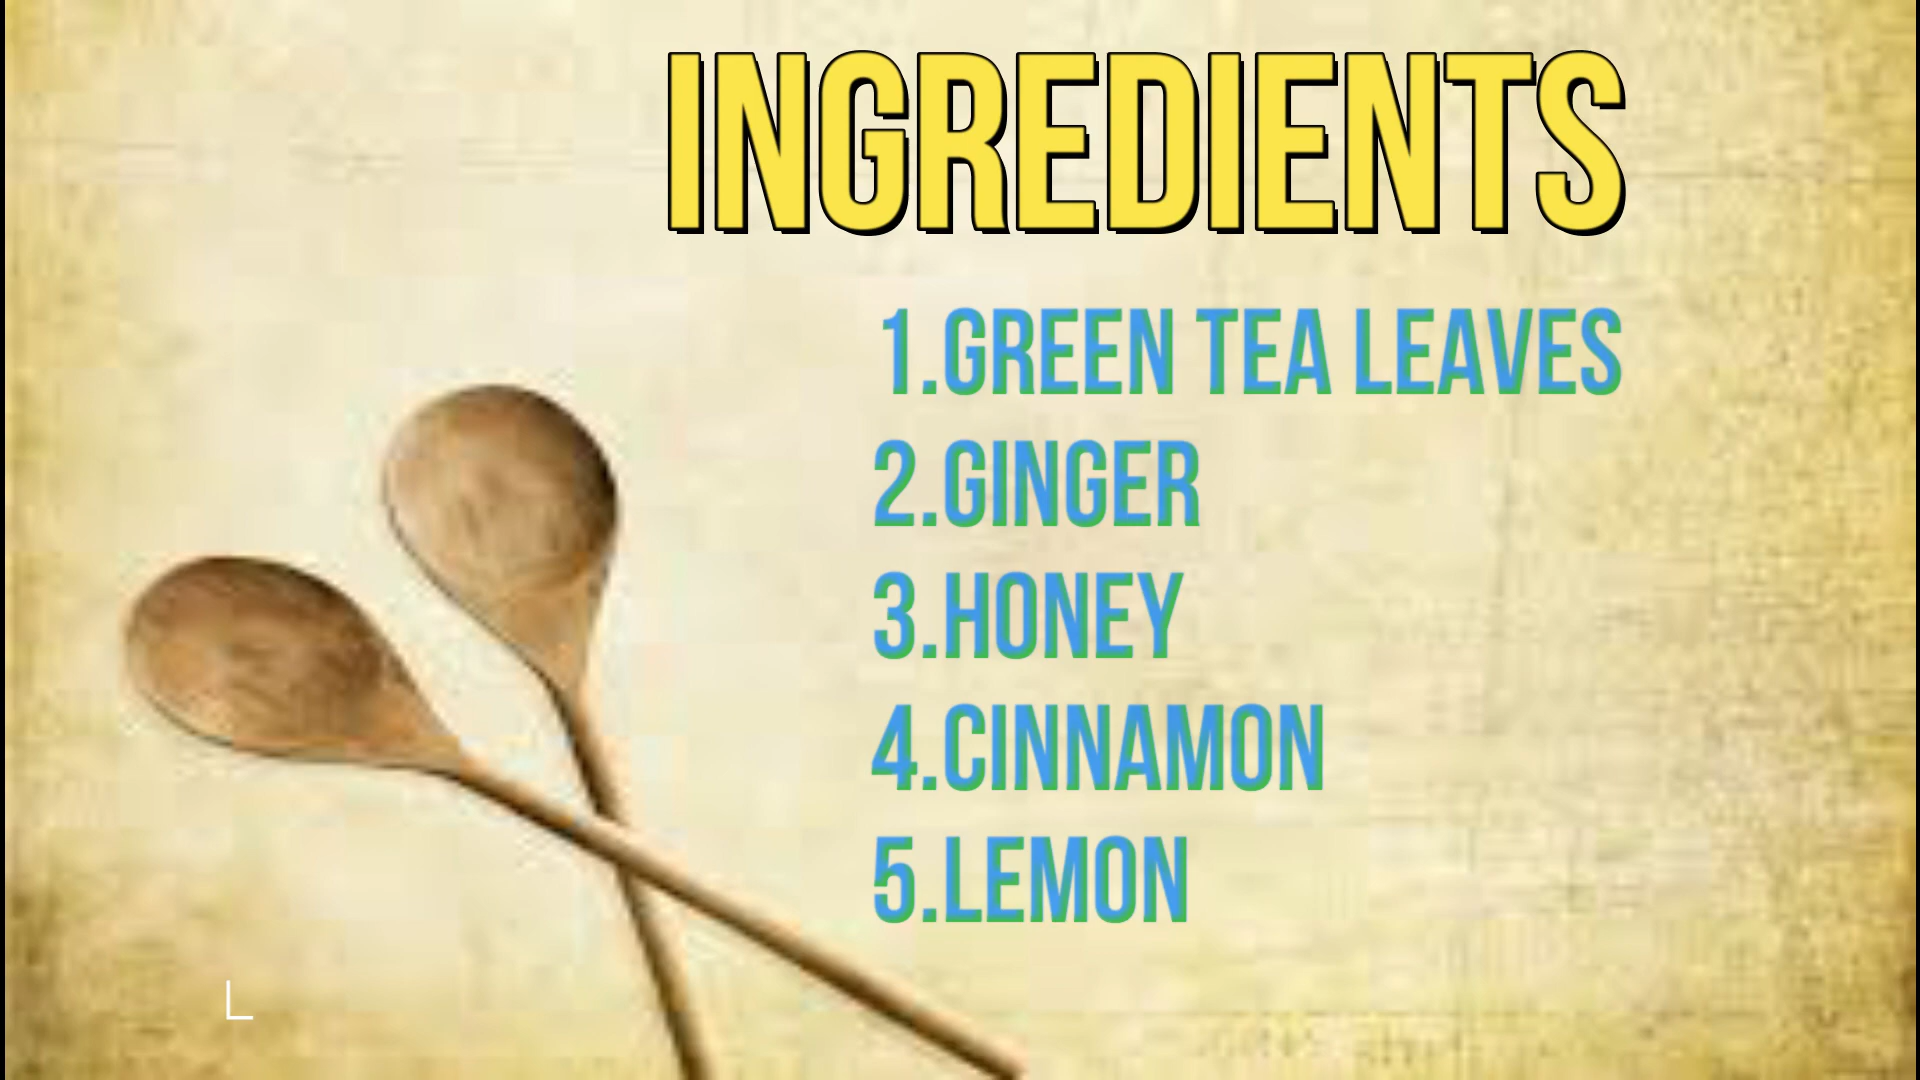 INGREDIENTS
1.GREEN TEA LEAVES
2.GINGER
3.HONEY
4.CINNAMON
5.LEMON
L